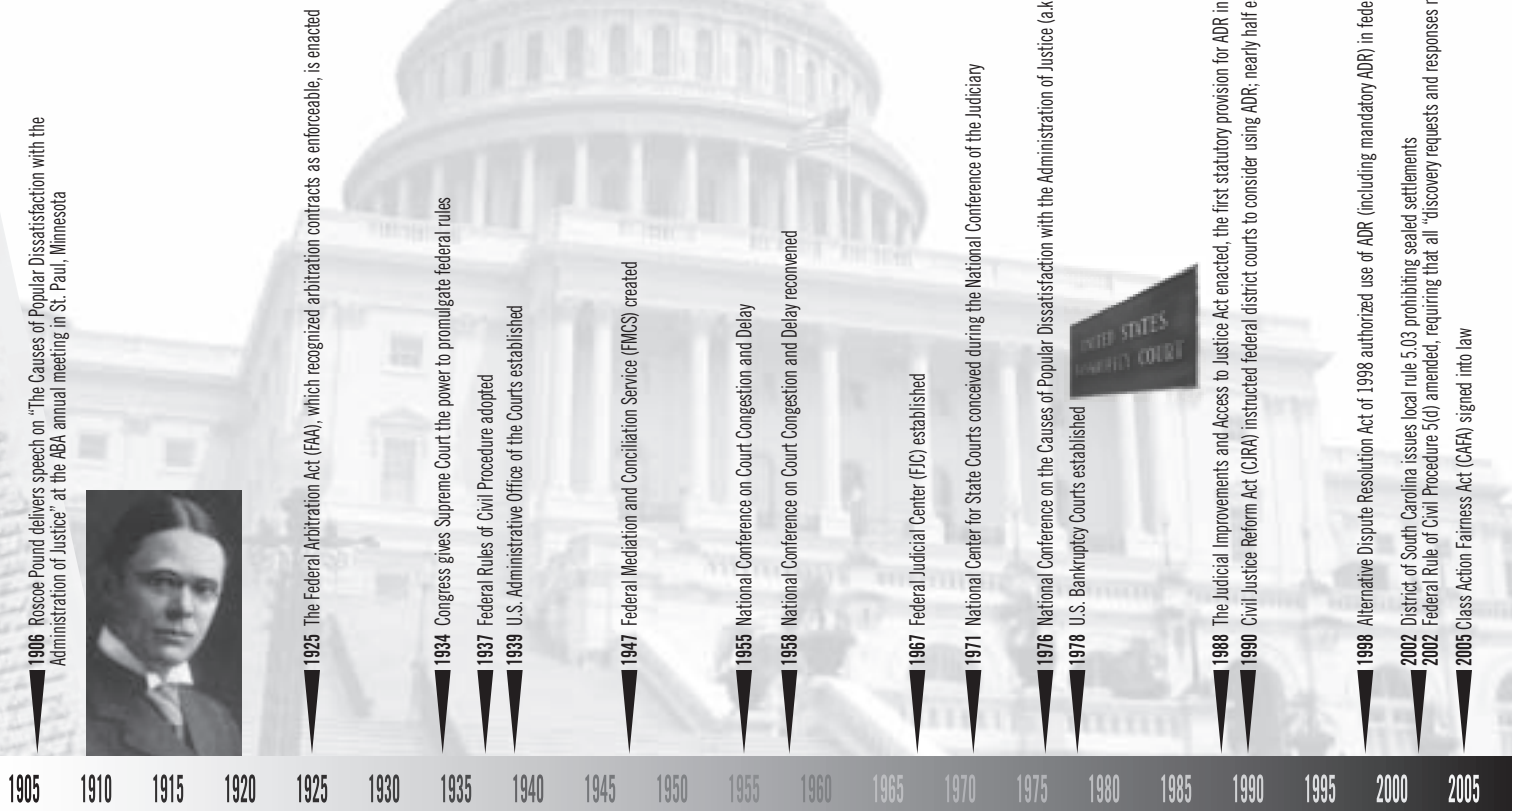 1906 Roscoe Pound delivers speech on "The Causes of Popular Dissatisfaction with the
Administration of Justice" at the ABA annual meeting in St. Paul, Minnesota
1925 The Federal Arbitration Act (FAA), which recognized arbitration contracts as enforceable, is enacted
1934 Congress gives Supreme Court the power to promulgate federal rules
1937 Federal Rules of Civil Procedure adopted
1939 U.S. Administrative Office of the Courts established
1947 Federal Mediation and Conciliation Service (FMCS) created
1955 National Conference on Court Congestion and Delay
1958 National Conference on Court Congestion and Delay reconvened
1967 Federal Judicial Center (FJC) established
1971 National Center for State Courts conceived during the National Conference of the Judiciary
1976 National Conference on the Causes of Popular Dissatisfaction with the Administration of Justice (a.k
1978 U.S. Bankruptcy Courts established
UNITED STATES
BANKRUPTCY COURT
1988 The Judicial Improvements and Access to Justice Act enacted, the first statutory provision for ADR in
1990 Civil Justice Reform Act (CJRA) instructed federal district courts to consider using ADR; nearly half
1998 Alternative Dispute Resolution Act of 1998 authorized use of ADR (including mandatory ADR) in fede
2002 District of South Carolina issues local rule 5.03 prohibiting sealed settlements
2002 Federal Rule of Civil Procedure 5(d) amended, requiring that all "discovery requests and responses
2005 Class Action Fairness Act (CAFA) signed into law
1905 1910 1915 1920 1925 1930 1935 1940 1945 1950 1955 1960 1965 1970 1975 1980 1985 1990 1995 2000 2005